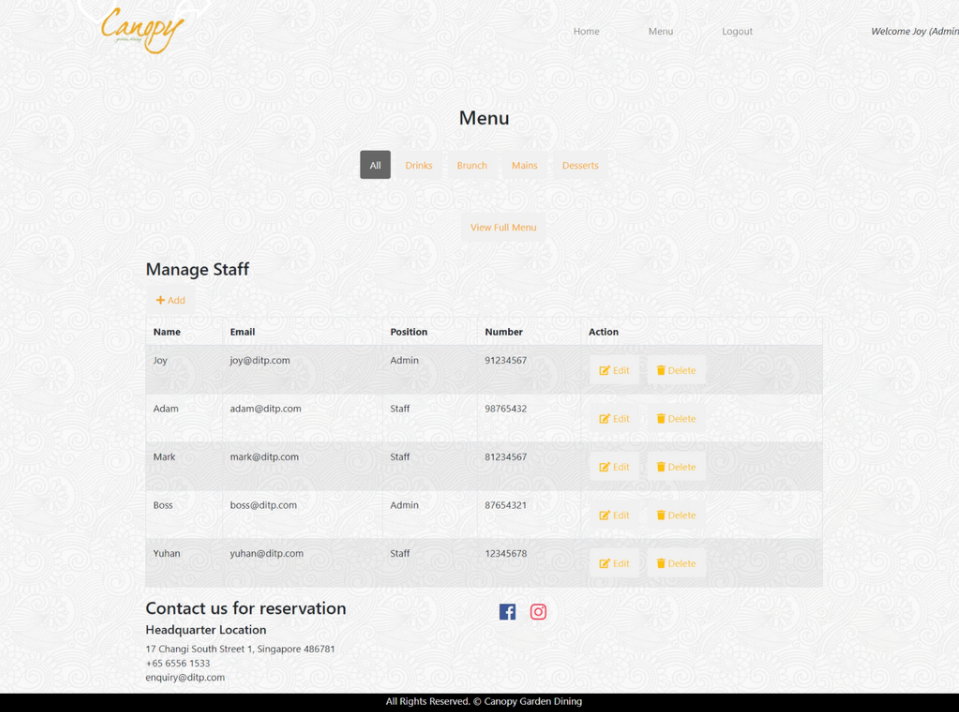 Canopy
Home Menu Logout Welcome Joy (Admin
Menu
All Drinks Brunch Mains Desserts
View Full Menu
Manage Staff
Add
Name Email Position Number Action
Joy joy@ditp.com Admin 91234567 Edit Delete
Adam adam@ditp.com Staff 98765432 Edit Delete
Mark mark@ditp.com Staff 81234567 Edit Delete
Boss boss@ditp.com Admin 87654321 Edit Delete
Yuhan yuhan@ditp.com Staff 12345678 Edit Delete
Contact us for reservation
Headquarter Location
17 Changi South Street 1, Singapore 486781
+65 6556 1533
enquiry@ditp.com
All Rights Reserved. © Canopy Garden Dining